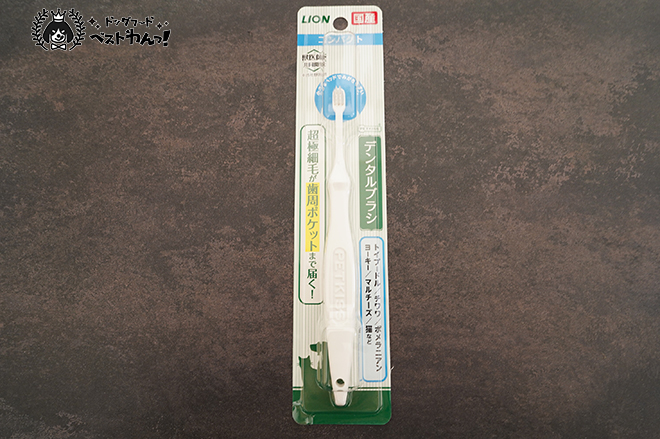 ドッグフード
ベストわんっ!
LION
国産
コンパクト
デンタルブラシ
超極細毛が歯周ポケットまで届く!
トイプードル/チワワ/ポメラニアン
ヨーキー/マルチーズ/猫など